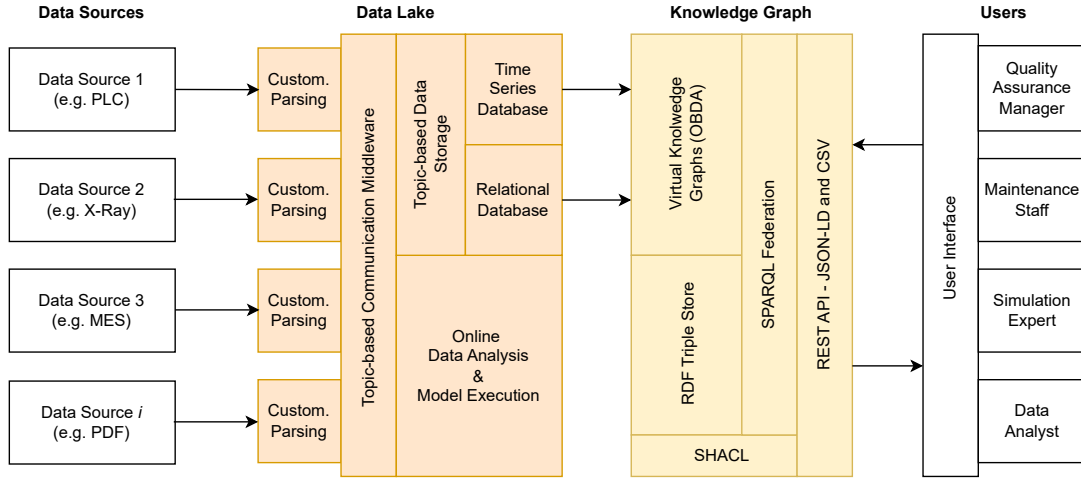 Data Sources
Data Lake
Knowledge Graph
Users
Data Source 1
(e.g. PLC)
Data Source 2
(e.g. X-Ray)
Data Source 3
(e.g. MES)
Data Source i
(e.g. PDF)
Custom.
Parsing
Custom.
Parsing
Custom.
Parsing
Custom.
Parsing
Topic-based Communication Middleware
Topic-based Data
Storage
Time
Series
Database
Relational
Database
Online
Data Analysis
&
Model Execution
Virtual Knolwedge
Graphs (OBDA)
RDF Triple Store
SPARQL Federation
SHACL
REST API - JSON-LD and CSV
User Interface
Quality
Assurance
Manager
Maintenance
Staff
Simulation
Expert
Data
Analyst